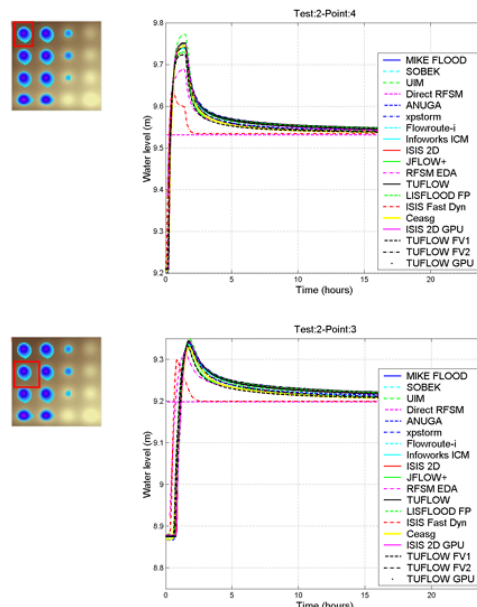 Test:2-Point:4
Water level (m)
9.8
9.7
9.6
9.5
9.4
9.3
9.2
0
5
10
15
20
Time (hours)
MIKE FLOOD
SOBEK
UIM
Direct RFSM
ANUGA
xpstorm
Flowroute-i
Infoworks ICM
ISIS 2D
JFLOW+
RFSM EDA
TUFLOW
LISFLOOD FP
ISIS Fast Dyn
Ceasg
ISIS 2D GPU
TUFLOW FV1
TUFLOW FV2
TUFLOW GPU
Test:2-Point:3
Water level (m)
9.3
9.2
9.1
9
8.9
8.8
0
5
10
15
20
Time (hours)
MIKE FLOOD
SOBEK
UIM
Direct RFSM
ANUGA
xpstorm
Flowroute-i
Infoworks ICM
ISIS 2D
JFLOW+
RFSM EDA
TUFLOW
LISFLOOD FP
ISIS Fast Dyn
Ceasg
ISIS 2D GPU
TUFLOW FV1
TUFLOW FV2
TUFLOW GPU